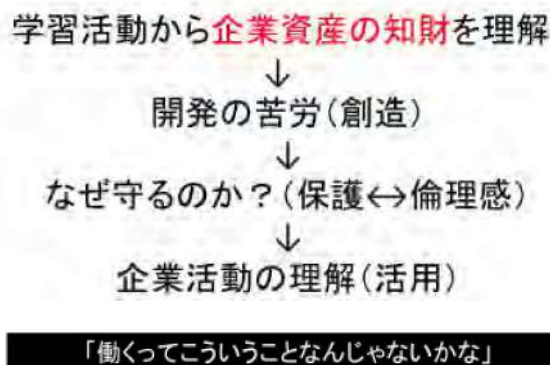 学習活動から企業資産の知財を理解
↓
開発の苦労(創造)
↓
なぜ守るのか?(保護↔倫理感)
↓
企業活動の理解(活用)
「働くってこういうことなんじゃないかな」